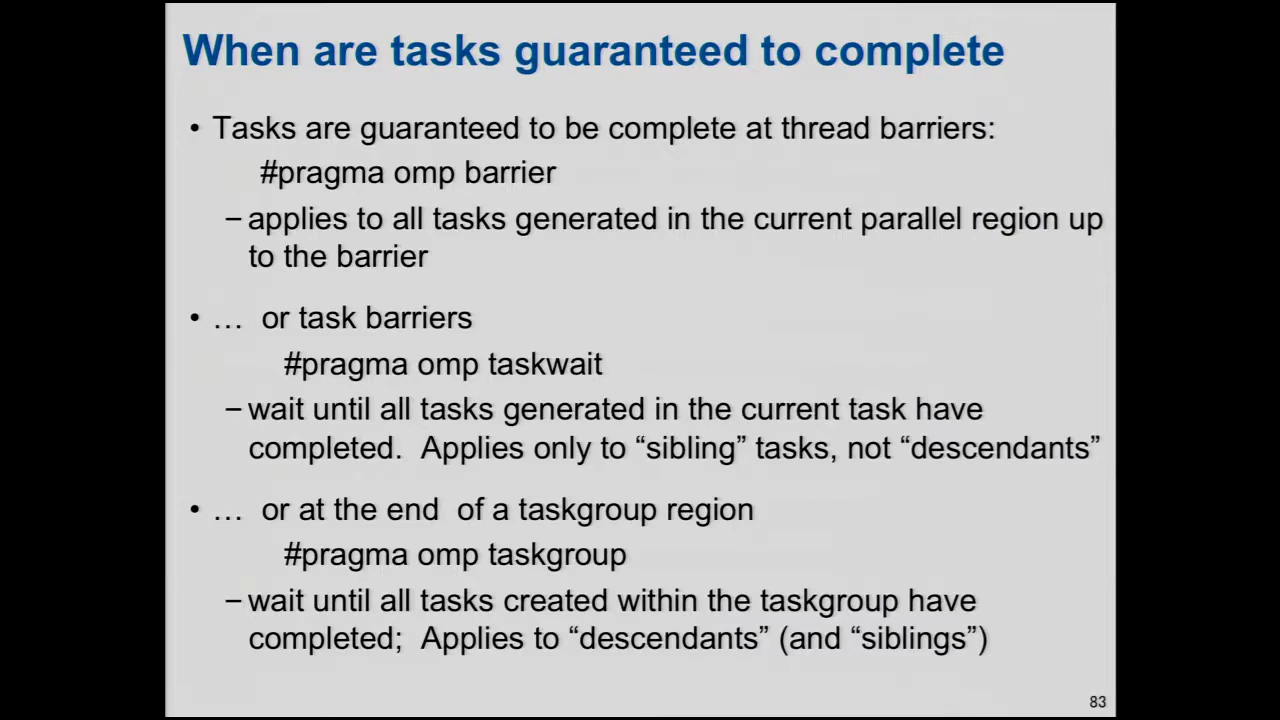 When are tasks guaranteed to complete
• Tasks are guaranteed to be complete at thread barriers:
#pragma omp barrier
– applies to all tasks generated in the current parallel region up
to the barrier
• … or task barriers
#pragma omp taskwait
– wait until all tasks generated in the current task have
completed. Applies only to “sibling” tasks, not “descendants”
• … or at the end of a taskgroup region
#pragma omp taskgroup
– wait until all tasks created within the taskgroup have
completed; Applies to “descendants” (and “siblings”)
83